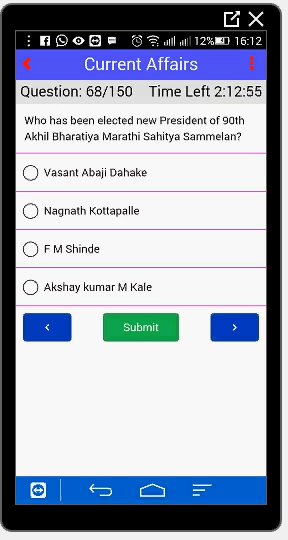 12% 16:12
Current Affairs
Question: 68/150 Time Left 2:12:55
Who has been elected new President of 90th
Akhil Bharatiya Marathi Sahitya Sammelan?
Vasant Abaji Dahake
Nagnath Kottapalle
F M Shinde
Akshay kumar M Kale
< Submit >